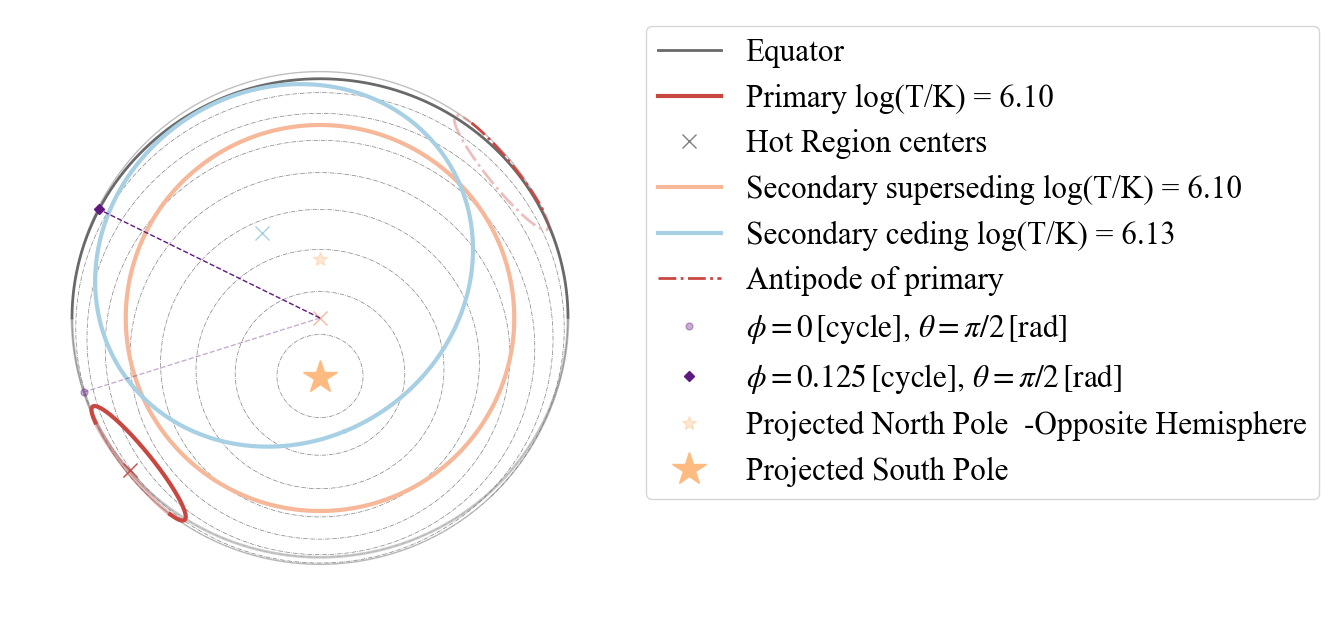 Equator
Primary log(T/K) = 6.10
Hot Region centers
Secondary superseding log(T/K) = 6.10
Secondary ceding log(T/K) = 6.13
Antipode of primary
ϕ = 0 [cycle], θ = π/2 [rad]
ϕ = 0.125 [cycle], θ = π/2 [rad]
Projected North Pole  -Opposite Hemisphere
Projected South Pole